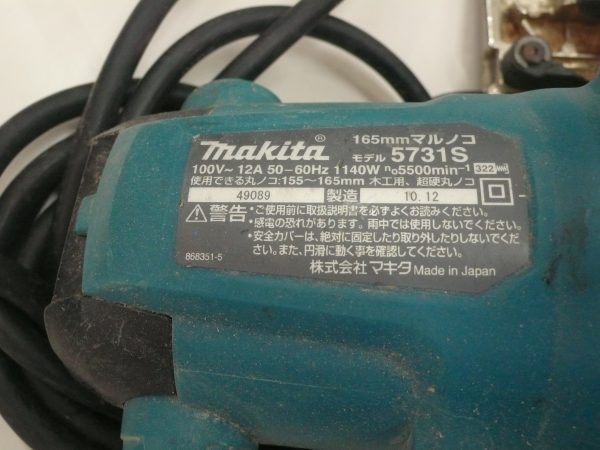 makita® 165mmマルノコ
モデル 5731S
100V～ 12A 50-60Hz 1140W n₀5500min⁻¹ 322
使用できる丸ノコ:155～165mm 木工用、超硬丸ノコ
49089 製造 10.12
⚠警告:・ご使用前に取扱説明書を必ずよくお読みください。
・感電の恐れがあります。雨中では使用しないでください。
・安全カバーは、絶対に固定したり取り外したりしないでくだ
さい。また、円滑に動く事を確認してください。
868351-5
株式会社マキタ Made in Japan